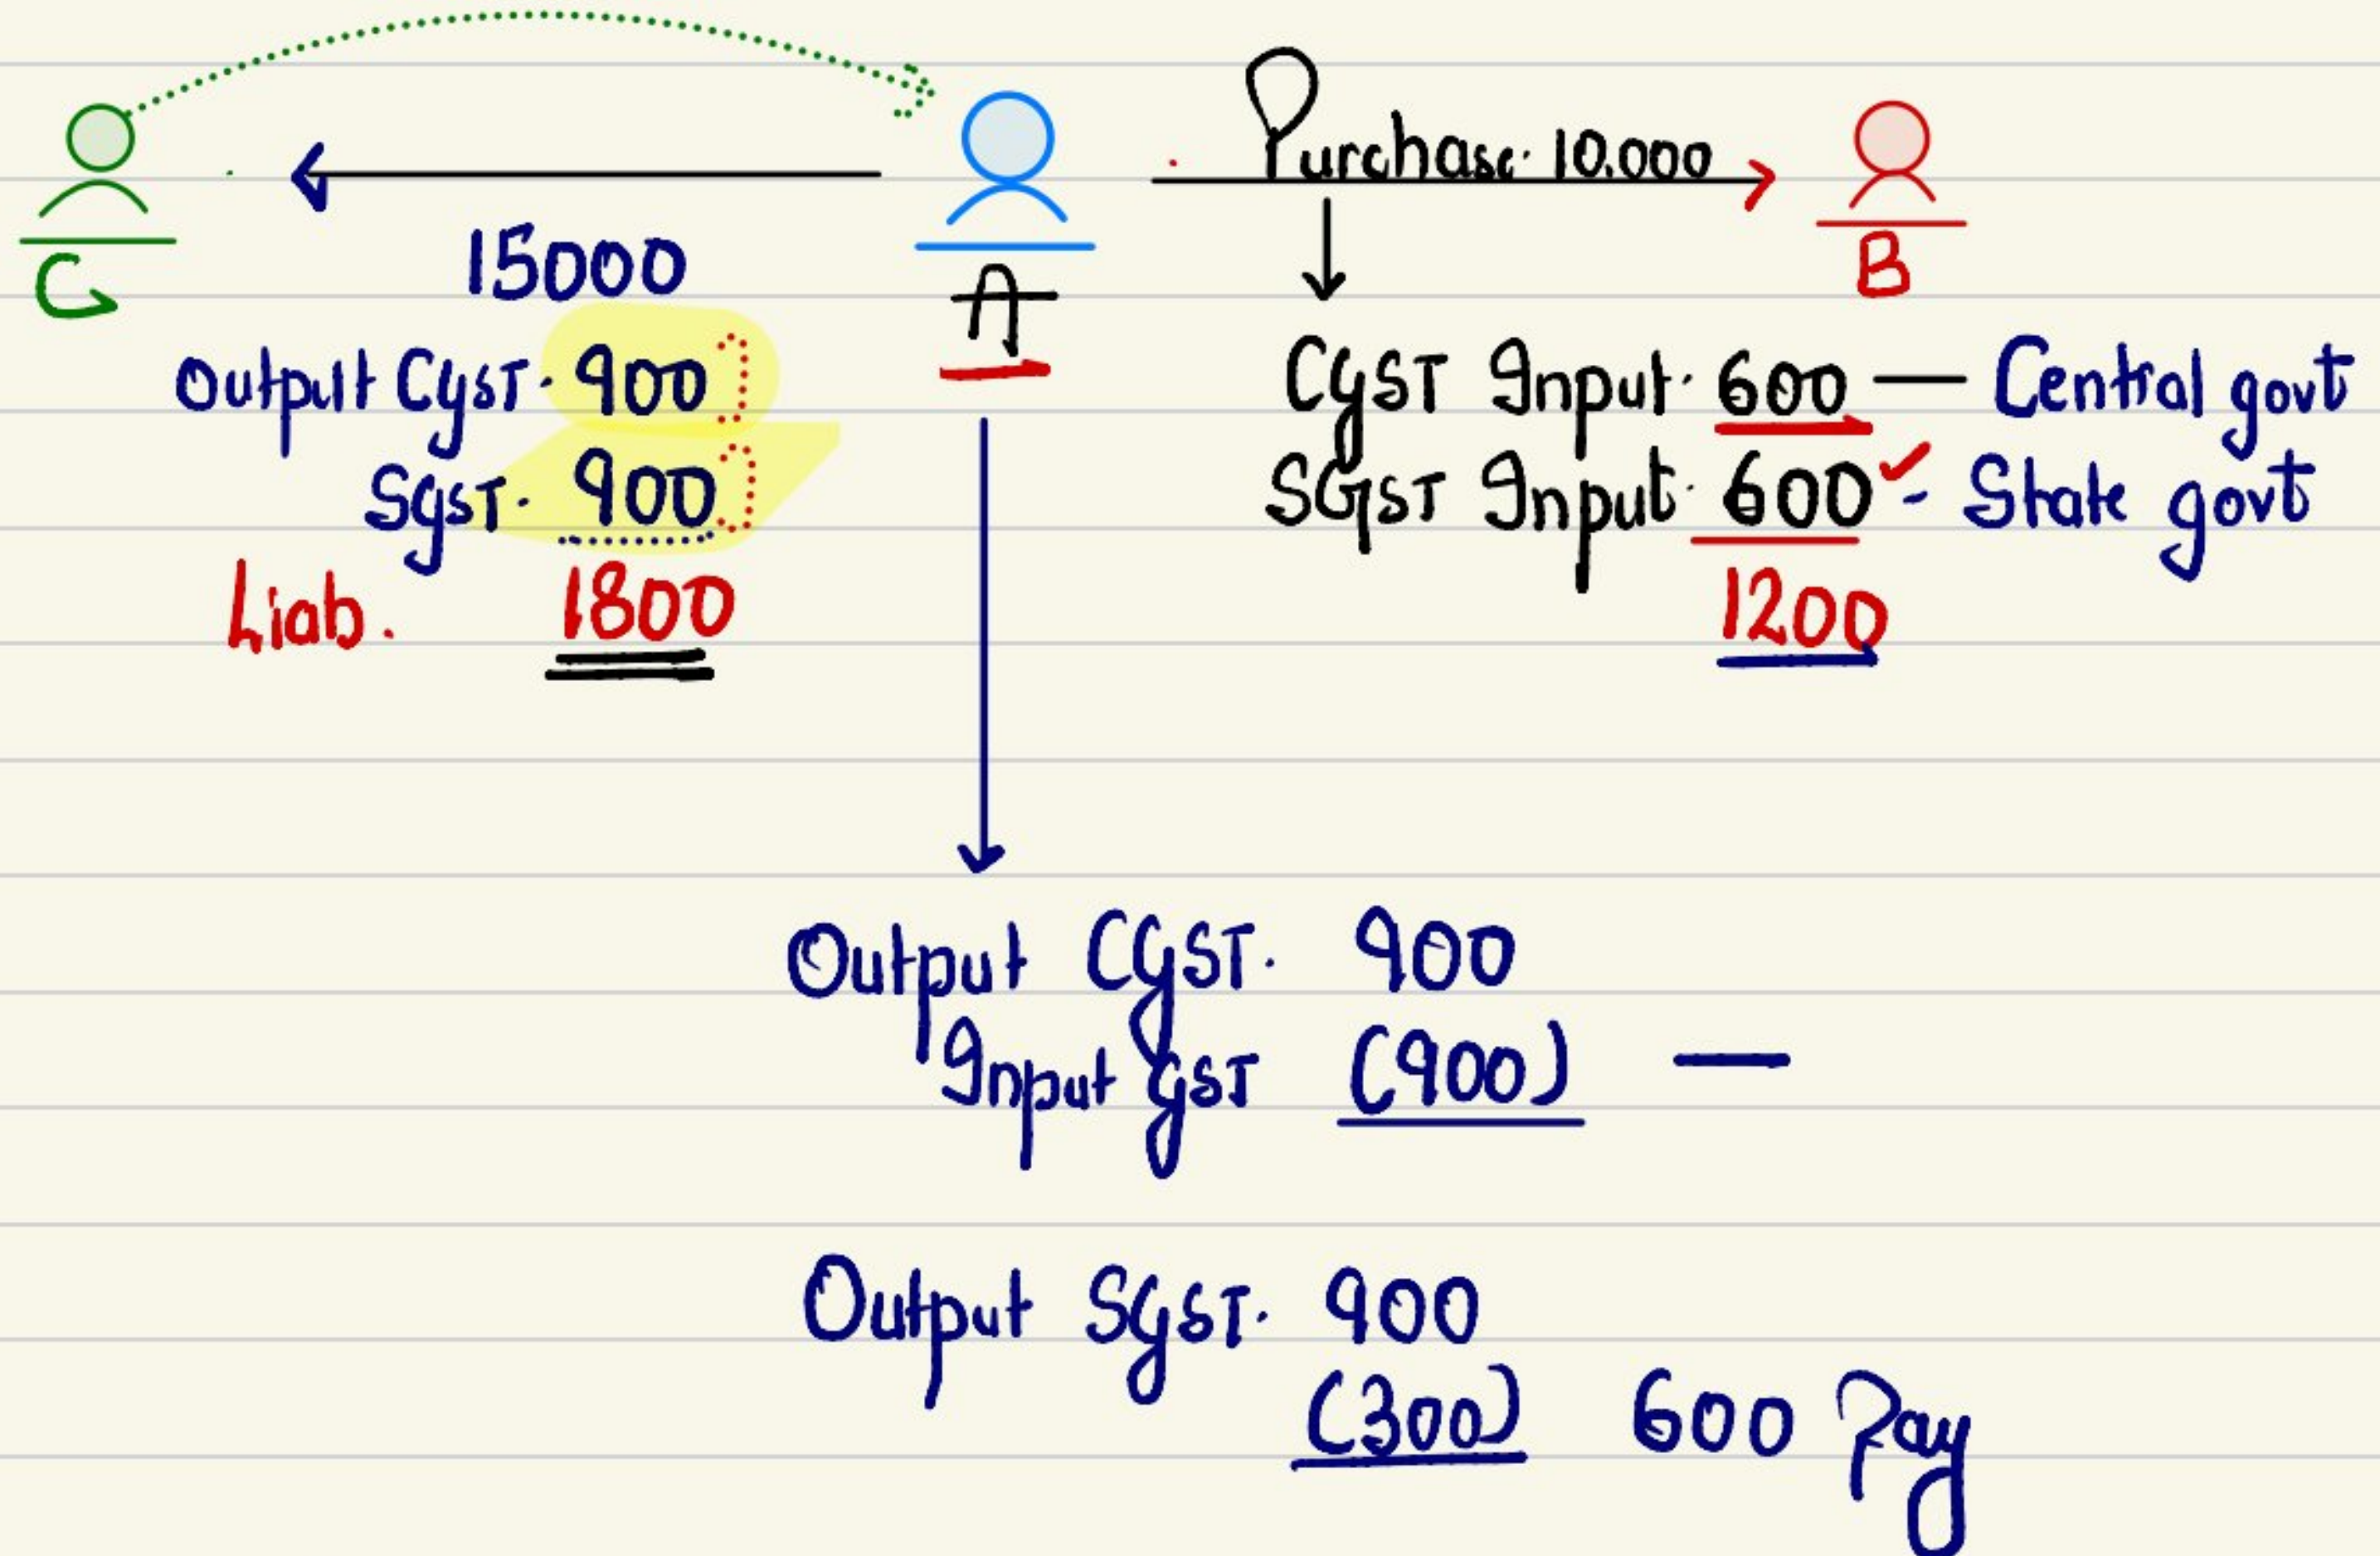 Purchase. 10.000
C
A
B
15000
Output CGST. 900
SGST. 900
Liab. 1800
CGST Input. 600 — Central govt
SGST Input. 600 ✓ - State govt
1200
Output CGST. 900
Input GST (900) —
Output SGST. 900
(300) 600 Pay